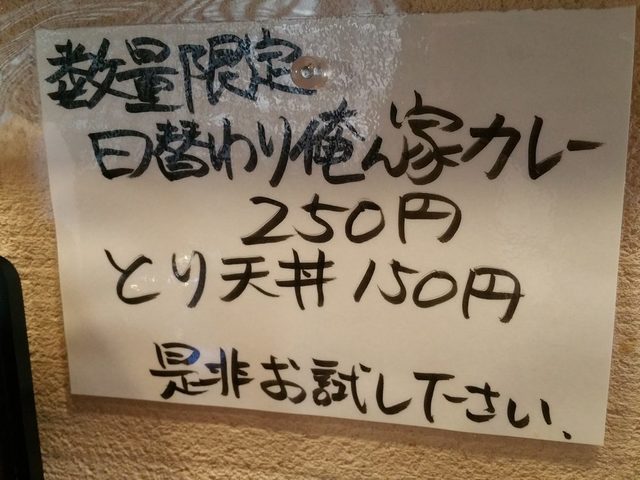 数量限定
日替わり俺ん家カレー
250円
とり天丼 150円
是非お試し下さい、